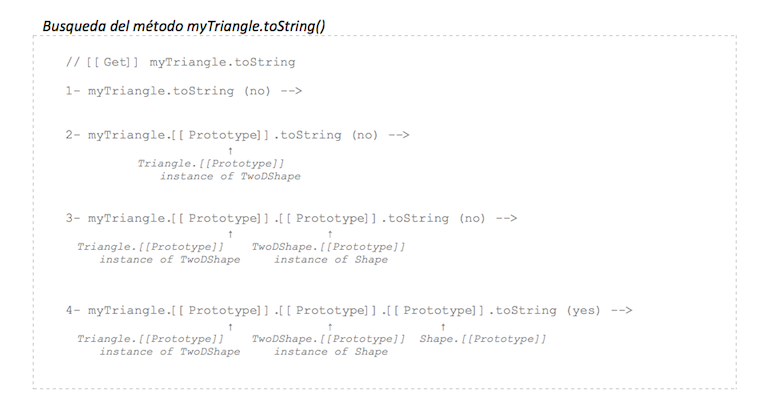 Busqueda del método myTriangle.toString()
// [[ Get]] myTriangle.toString
1- myTriangle.toString (no) -->
2- myTriangle.[[ Prototype]].toString (no) -->
↑
Triangle.[[Prototype]]
instance of TwoDShape
3- myTriangle.[[ Prototype]].[[ Prototype]].toString (no) -->
↑ ↑
Triangle.[[Prototype]] TwoDShape.[[Prototype]]
instance of TwoDShape instance of Shape
4- myTriangle.[[ Prototype]].[[ Prototype]].[[ Prototype]].toString (yes) -->
↑ ↑ ↑
Triangle.[[Prototype]] TwoDShape.[[Prototype]] Shape.[[Prototype]]
instance of TwoDShape instance of Shape